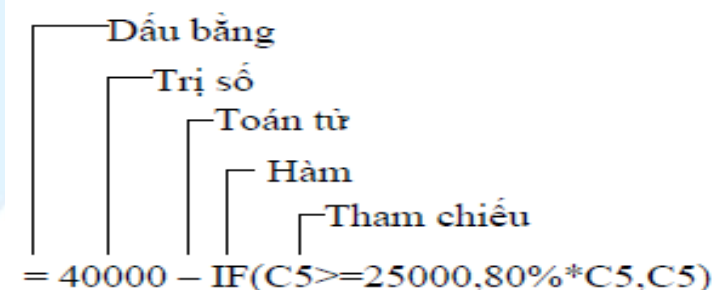 Dấu bằng
Trị số
Toán tử
Hàm
Tham chiếu
= 40000 – IF(C5>=25000,80%*C5,C5)